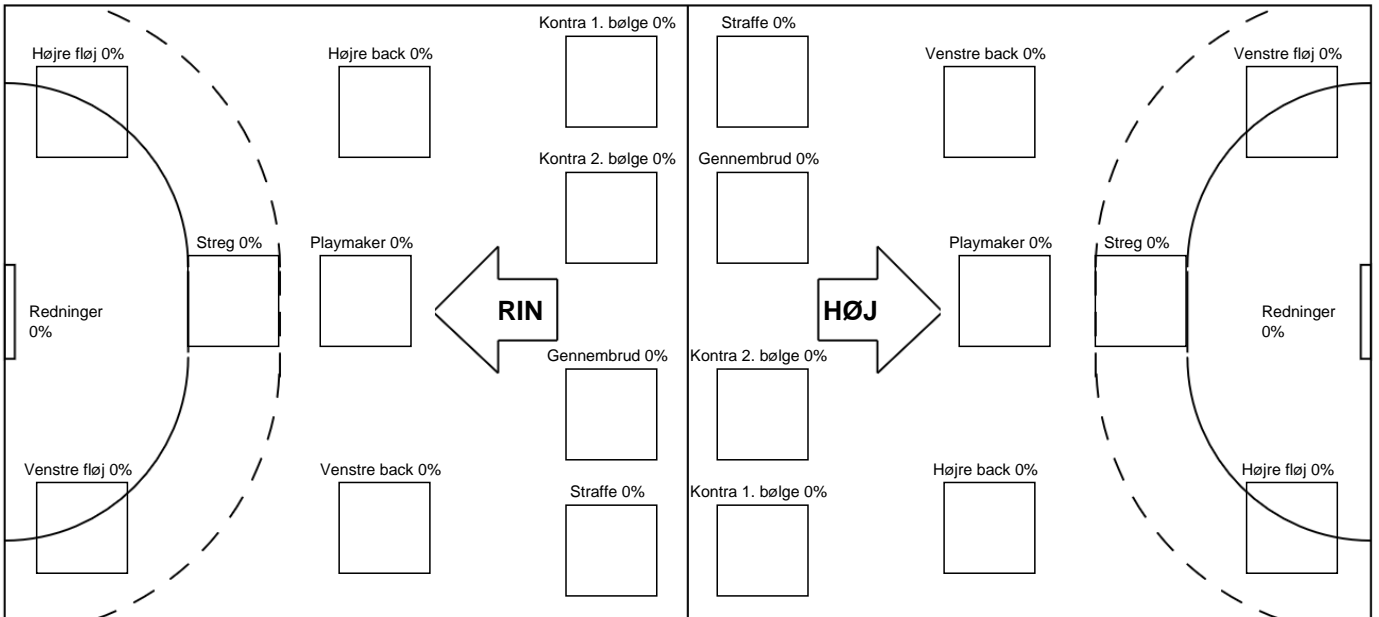 Kontra 1. bølge 0%
Straffe 0%
Højre fløj 0%
Højre back 0%
Venstre back 0%
Venstre fløj 0%
Kontra 2. bølge 0%
Gennembrud 0%
Streg 0%
Playmaker 0%
Playmaker 0%
Streg 0%
Redninger
0%
RIN
HØJ
Redninger
0%
Gennembrud 0%
Kontra 2. bølge 0%
Venstre fløj 0%
Venstre back 0%
Højre back 0%
Højre fløj 0%
Straffe 0%
Kontra 1. bølge 0%